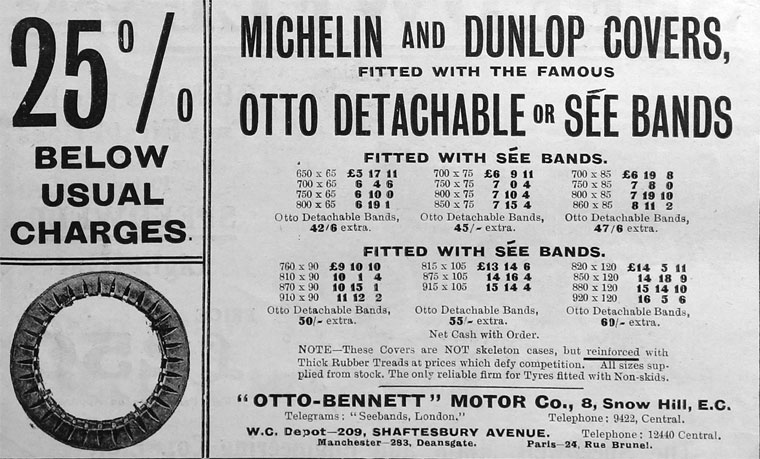 25%
BELOW
USUAL
CHARGES.
MICHELIN AND DUNLOP COVERS,
FITTED WITH THE FAMOUS
OTTO DETACHABLE OR SÉE BANDS
FITTED WITH SÉE BANDS.
650 x 65 £5 17 11
700 x 65 6 4 6
750 x 65 6 10 0
800 x 65 6 19 1
Otto Detachable Bands,
42/6 extra.
700 x 75 £6 9 11
750 x 75 7 0 4
800 x 75 7 10 4
850 x 75 7 15 4
Otto Detachable Bands,
45/- extra.
700 x 85 £6 19 8
750 x 85 7 8 0
800 x 85 7 19 10
860 x 85 8 11 2
Otto Detachable Bands,
47/6 extra.
FITTED WITH SÉE BANDS.
760 x 90 £9 10 10
810 x 90 10 1 4
870 x 90 10 15 1
910 x 90 11 12 2
Otto Detachable Bands,
50/- extra.
815 x 105 £13 14 6
875 x 105 14 16 4
915 x 105 15 14 4
Otto Detachable Bands,
55/- extra.
820 x 120 £14 5 11
850 x 120 14 18 9
880 x 120 15 14 10
920 x 120 16 5 6
Otto Detachable Bands,
60/- extra.
Net Cash with Order.
NOTE—These Covers are NOT skeleton cases, but reinforced with
Thick Rubber Treads at prices which defy competition. All sizes sup-
plied from stock. The only reliable firm for Tyres fitted with Non-skids.
"OTTO-BENNETT" MOTOR Co., 8, Snow Hill, E.C.
Telegrams: "Seebands, London." Telephone: 9422, Central.
W.C. Depot—209, SHAFTESBURY AVENUE. Telephone: 12440 Central.
Manchester—283, Deansgate. Paris—24, Rue Brunel.